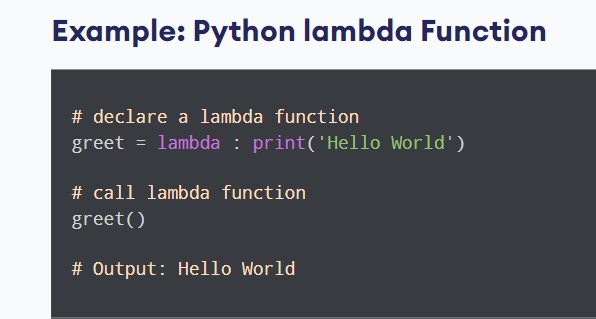 Example: Python lambda Function
# declare a lambda function
greet = lambda : print('Hello World')
# call lambda function
greet()
# Output: Hello World